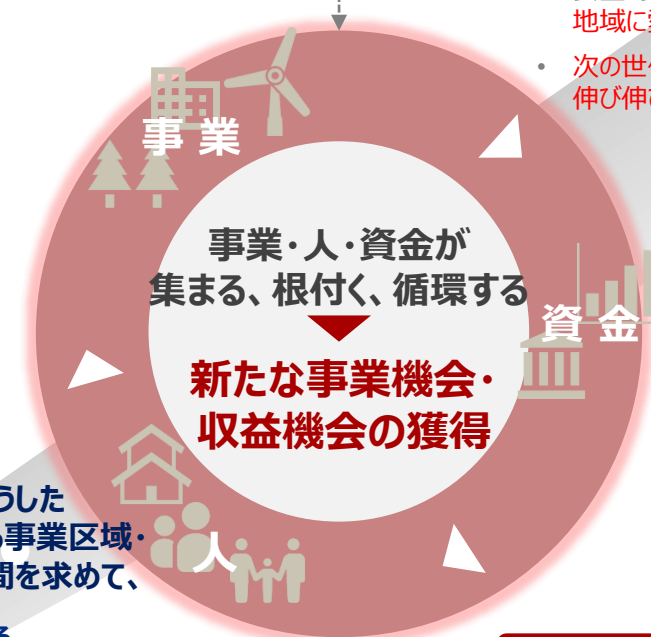 地域に
次の世
伸び伸び
事業
事業・人・資金が
集まる、根付く、循環する
資金
新たな事業機会・
収益機会の獲得
うした
事業区域・
人
間を求めて、